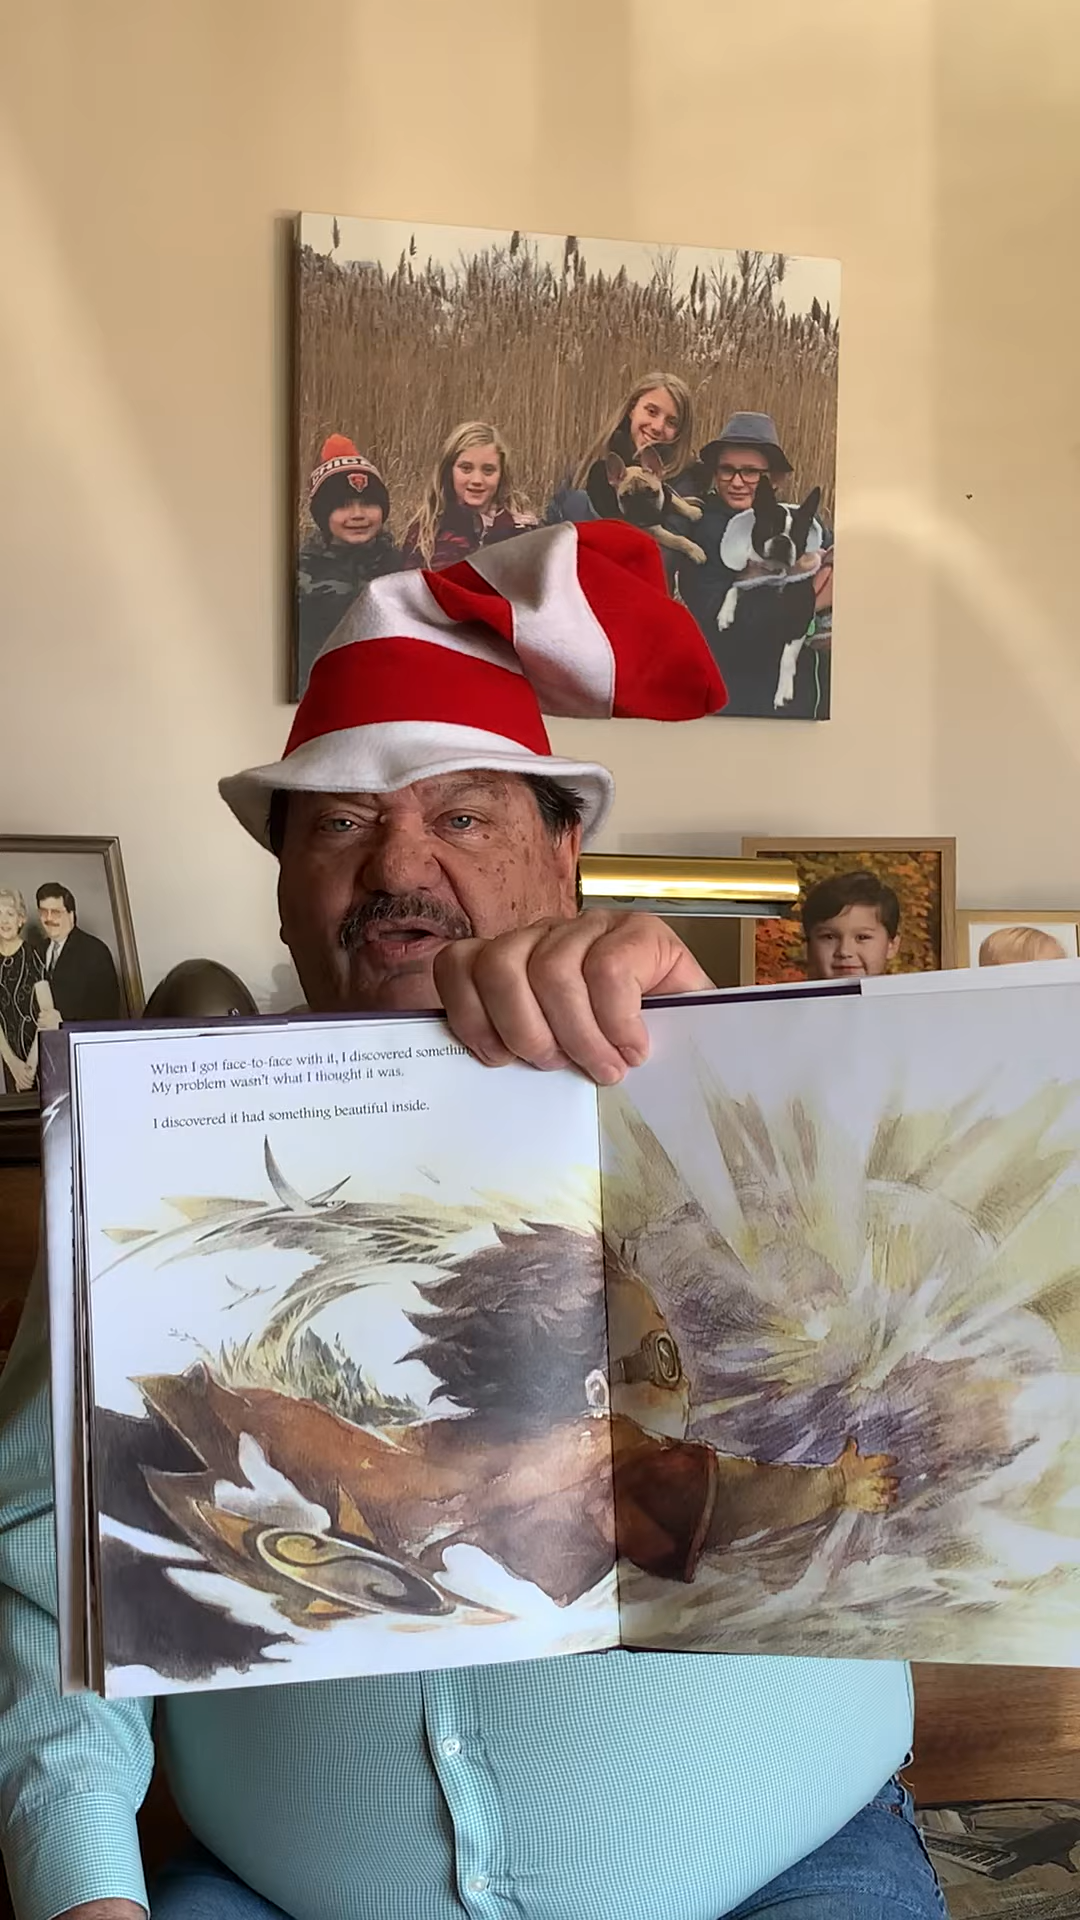 CHICA
When I got face-to-face with it, I discovered somethin
My problem wasn't what I thought it was.
I discovered it had something beautiful inside.